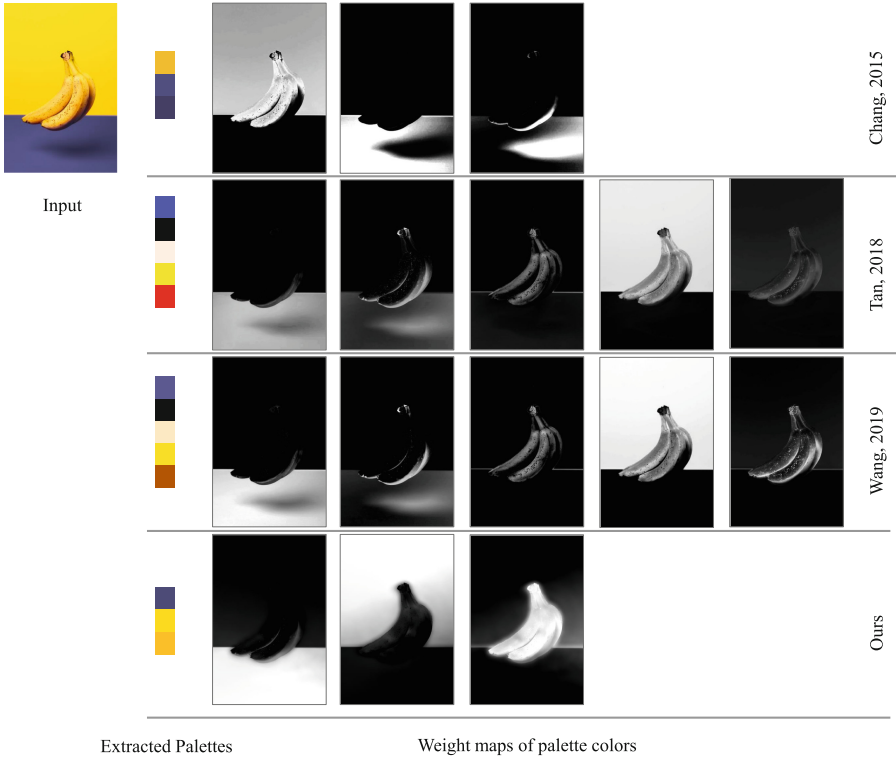 Chang, 2015
Input
Tan, 2018
Wang, 2019
Ours
Extracted Palettes
Weight maps of palette colors